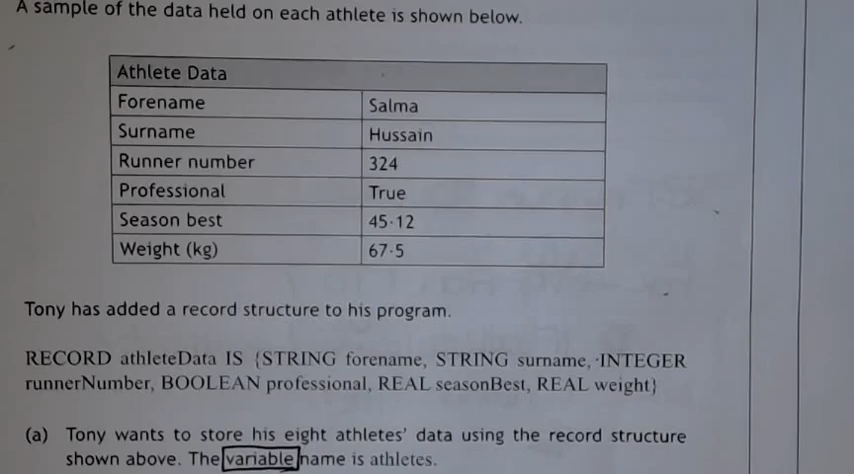 A sample of the data held on each athlete is shown below.
Athlete Data
Forename Salma
Surname Hussain
Runner number 324
Professional True
Season best 45·12
Weight (kg) 67·5
Tony has added a record structure to his program.
RECORD athleteData IS {STRING forename, STRING surname, INTEGER
runnerNumber, BOOLEAN professional, REAL seasonBest, REAL weight}
(a) Tony wants to store his eight athletes' data using the record structure
shown above. The variable name is athletes.